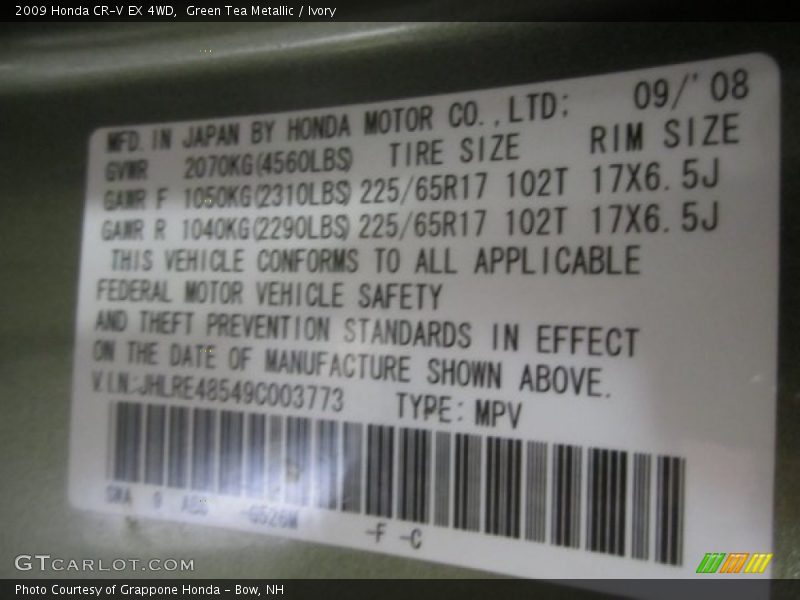 2009 Honda CR-V EX 4WD,  Green Tea Metallic / Ivory
09/'08
MFD. IN JAPAN BY HONDA MOTOR CO.,LTD:
GVWR 2070KG(4560LBS) TIRE SIZE RIM SIZE
GAWR F 1050KG(2310LBS) 225/65R17 102T 17X6.5J
GAWR R 1040KG(2290LBS) 225/65R17 102T 17X6.5J
THIS VEHICLE CONFORMS TO ALL APPLICABLE
FEDERAL MOTOR VEHICLE SAFETY
AND THEFT PREVENTION STANDARDS IN EFFECT
ON THE DATE OF MANUFACTURE SHOWN ABOVE.
V.I.N:JHLRE48549C003773 TYPE: MPV
-G526M -F -C
GTCARLOT.COM
Photo Courtesy of Grappone Honda - Bow, NH